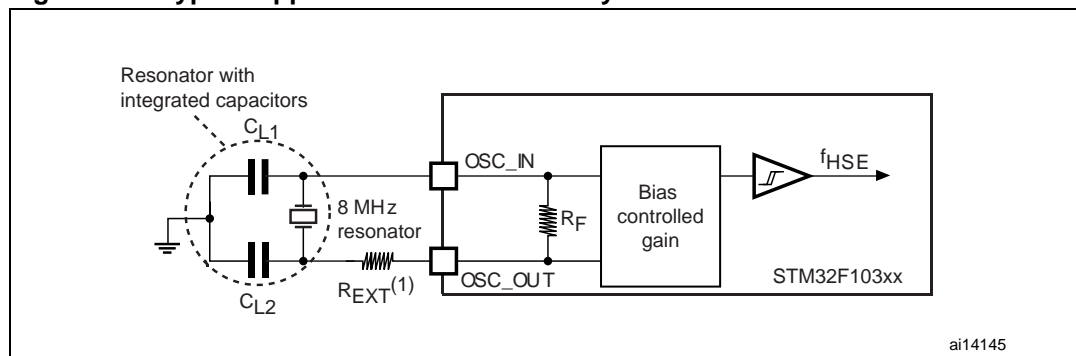 Resonator with
integrated capacitors
CL1
OSC_IN
fHSE
8 MHz
resonator
RF
Bias
controlled
gain
STM32F103xx
REXT(1)
OSC_OUT
CL2
ai14145